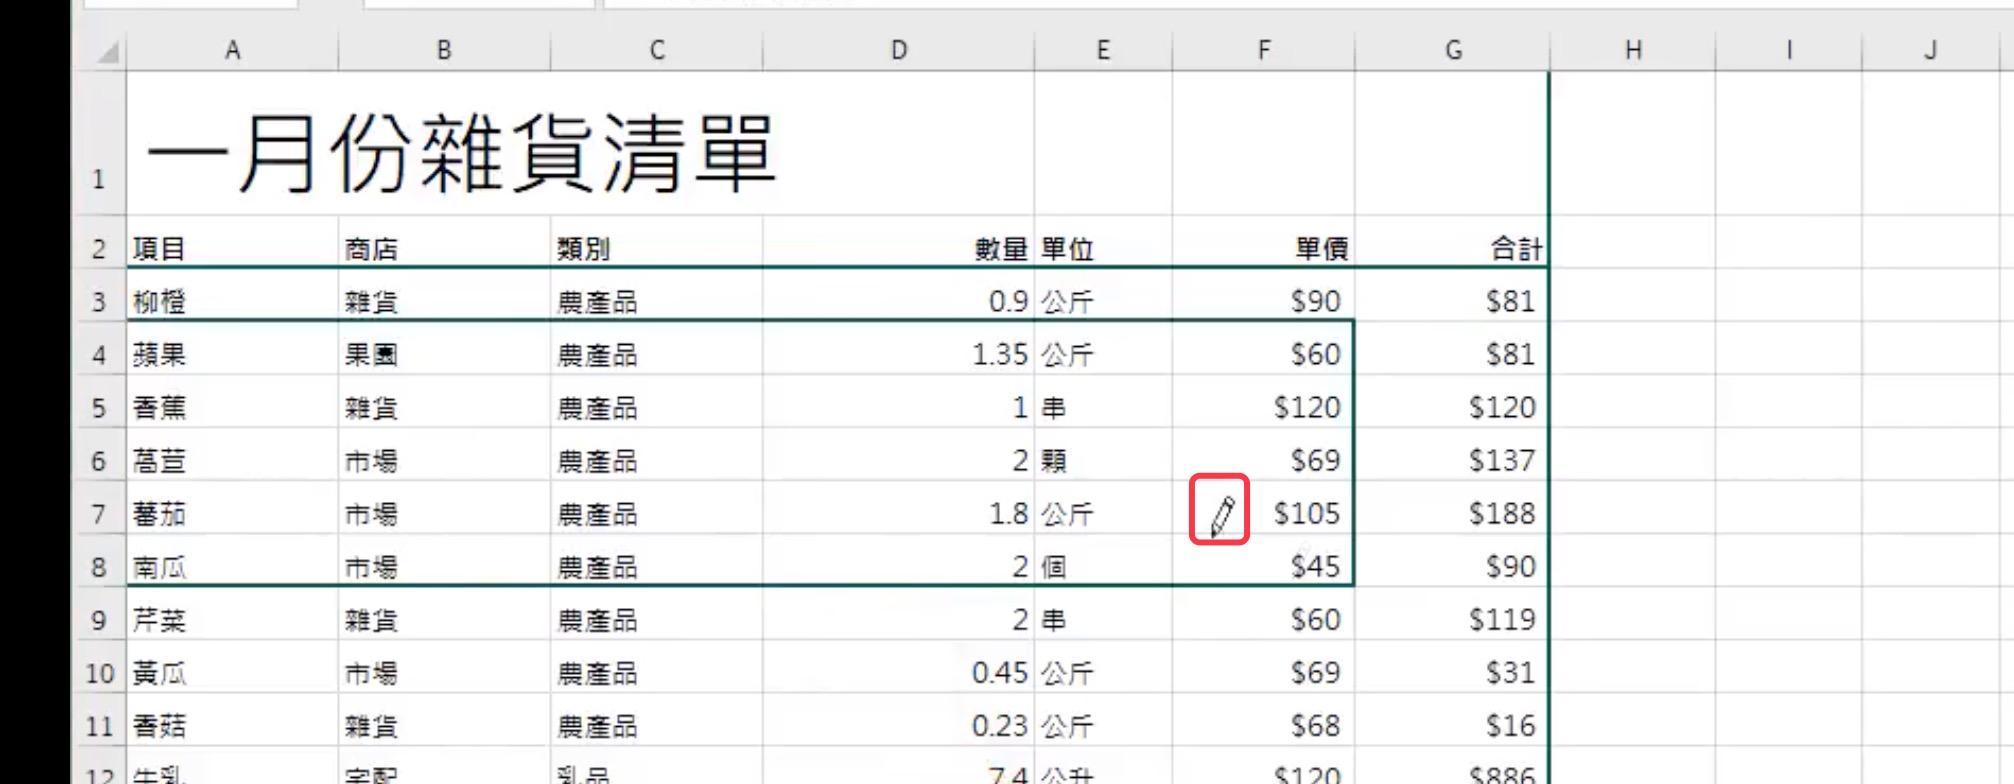 A B C D E F G H I J
1 一月份雜貨清單
2 項目 商店 類別 數量 單位 單價 合計
3 柳橙 雜貨 農產品 0.9 公斤 $90 $81
4 蘋果 果園 農產品 1.35 公斤 $60 $81
5 香蕉 雜貨 農產品 1 串 $120 $120
6 萵苣 市場 農產品 2 顆 $69 $137
7 蕃茄 市場 農產品 1.8 公斤 $105 $188
8 南瓜 市場 農產品 2 個 $45 $90
9 芹菜 雜貨 農產品 2 串 $60 $119
10 黃瓜 市場 農產品 0.45 公斤 $69 $31
11 香菇 雜貨 農產品 0.23 公斤 $68 $16
12 牛乳 宅配 乳品 7.4 公升 $120 $886